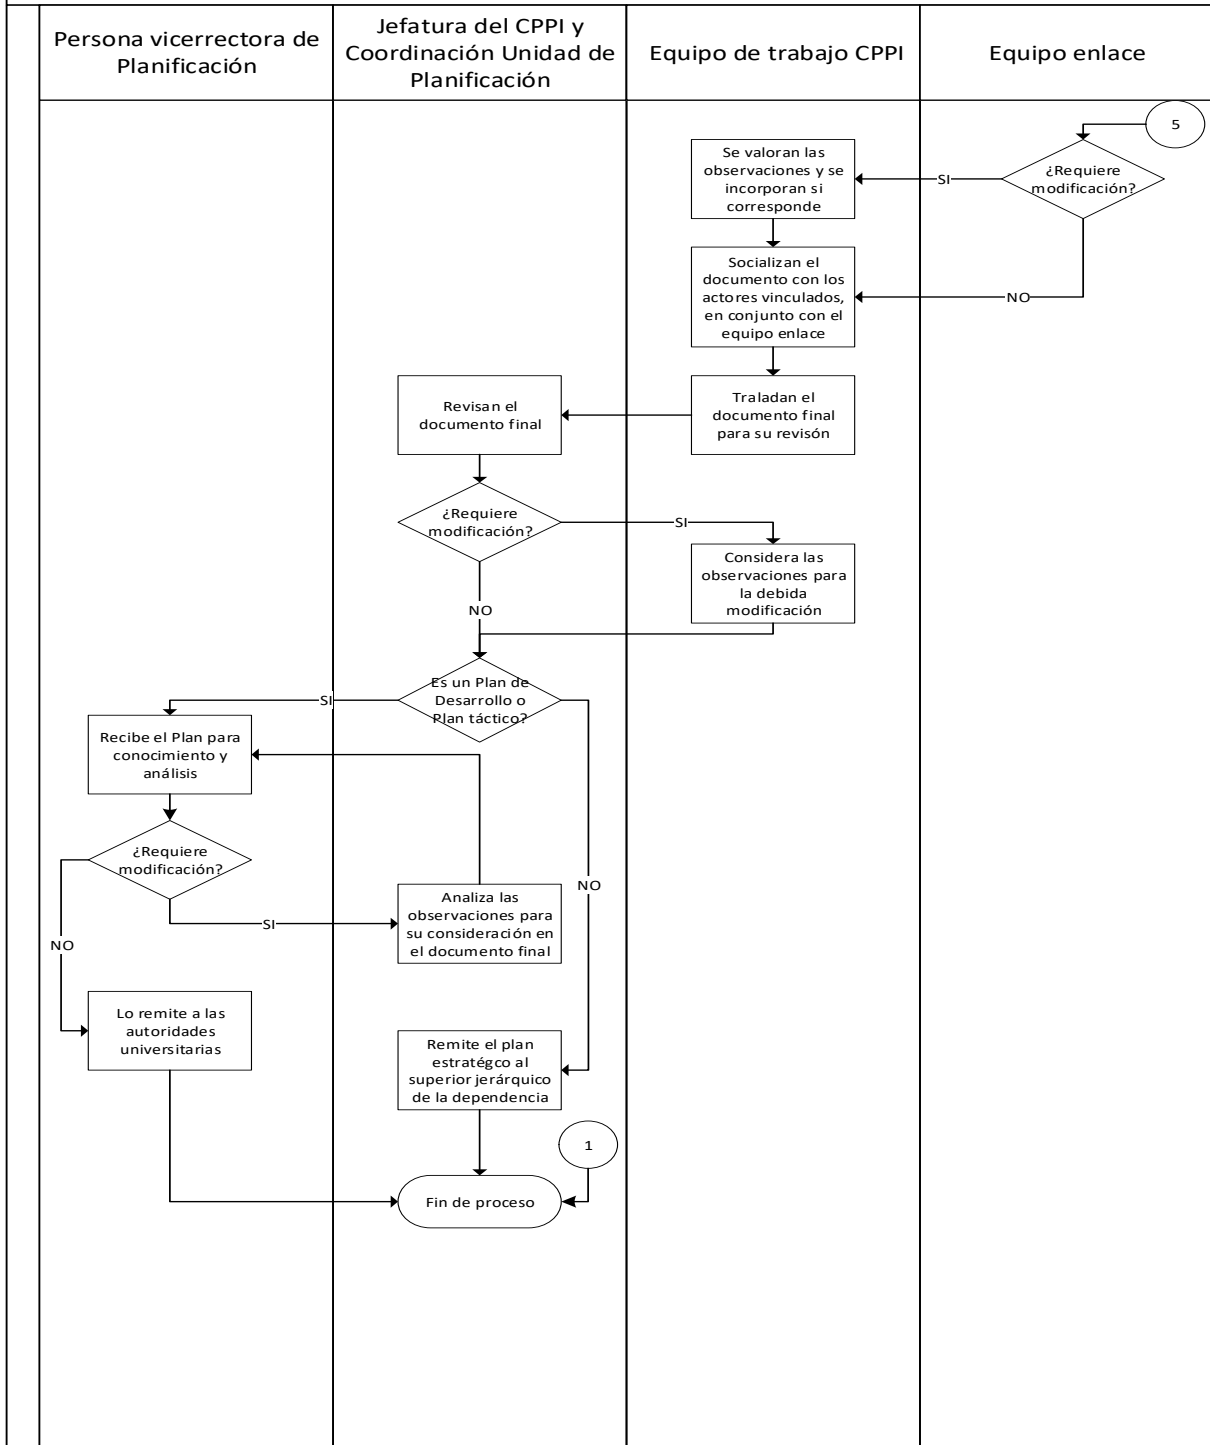 Persona vicerrectora de
Planificación
Jefatura del CPPI y
Coordinación Unidad de
Planificación
Equipo de trabajo CPPI
Equipo enlace
5
Se valoran las
observaciones y se
incorporan si
corresponde
SI
¿Requiere
modificación?
Socializan el
documento con los
actores vinculados,
en conjunto con el
equipo enlace
NO
Revisan el
documento final
Traladan el
documento final
para su revisón
¿Requiere
modificación?
SI
Considera las
observaciones para
la debida
modificación
NO
Es un Plan de
Desarrollo o
Plan táctico?
SI
Recibe el Plan para
conocimiento y
análisis
¿Requiere
modificación?
NO
Analiza las
observaciones para
su consideración en
el documento final
SI
NO
Lo remite a las
autoridades
universitarias
Remite el plan
estratégco al
superior jerárquico
de la dependencia
1
Fin de proceso